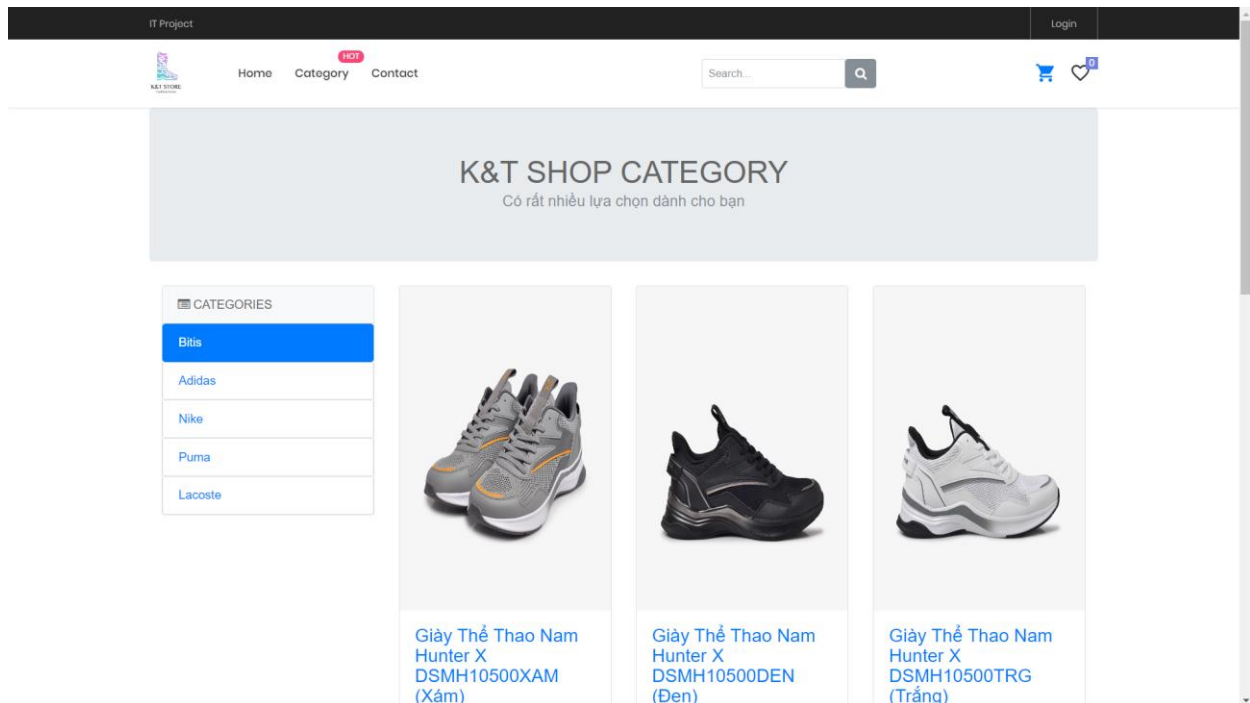 IT Project
Login
K&T STORE
HOT
Home
Category
Contact
Search...
0
K&T SHOP CATEGORY
Có rất nhiều lựa chọn dành cho bạn
CATEGORIES
Bitis
Adidas
Nike
Puma
Lacoste
Giày Thể Thao Nam
Hunter X
DSMH10500XAM
(Xám)
Giày Thể Thao Nam
Hunter X
DSMH10500DEN
(Đen)
Giày Thể Thao Nam
Hunter X
DSMH10500TRG
(Trắng)